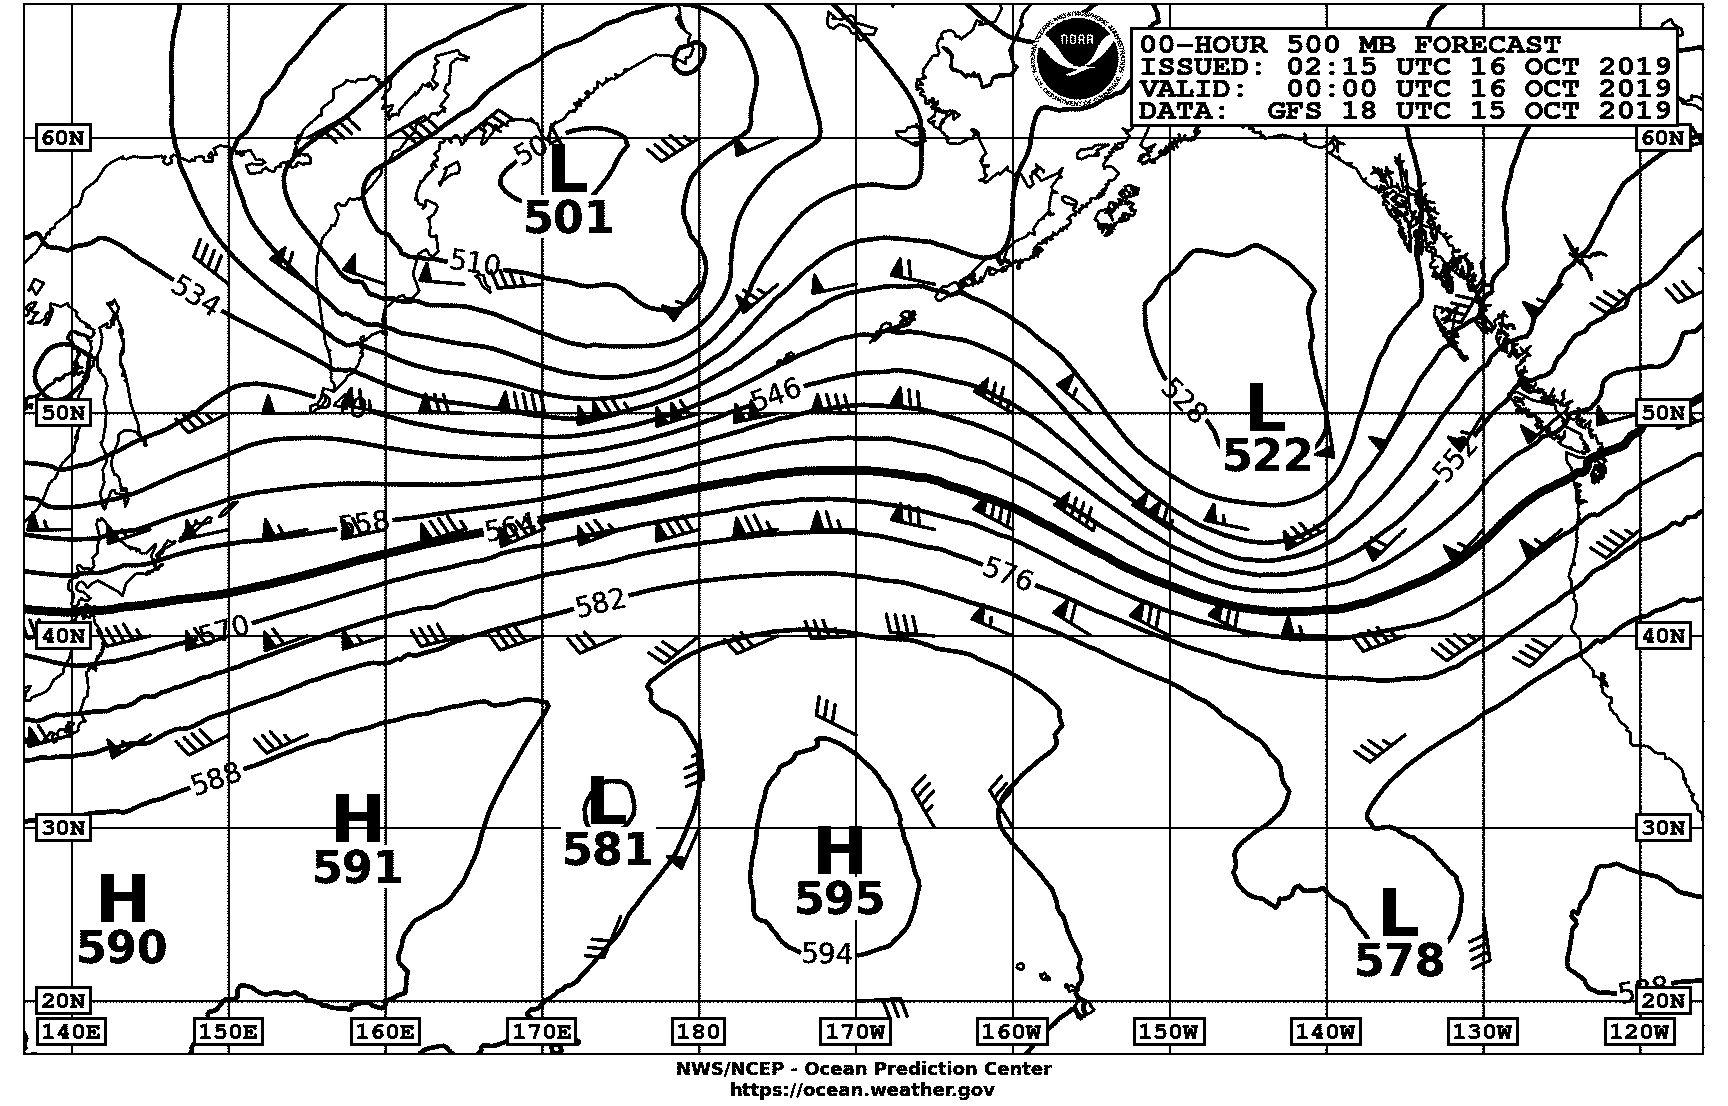 NOAA
00-HOUR 500 MB FORECAST
ISSUED: 02:15 UTC 16 OCT 2019
VALID: 00:00 UTC 16 OCT 2019
DATA: GFS 18 UTC 15 OCT 2019
60N
60N
L
501
510
534
546
528
50N
50N
L
522
552
558
564
576
582
570
40N
40N
588
H
591
L
581
H
595
30N
30N
H
590
L
578
594
20N
20N
140E 150E 160E 170E 180 170W 160W 150W 140W 130W 120W
NWS/NCEP - Ocean Prediction Center
https://ocean.weather.gov